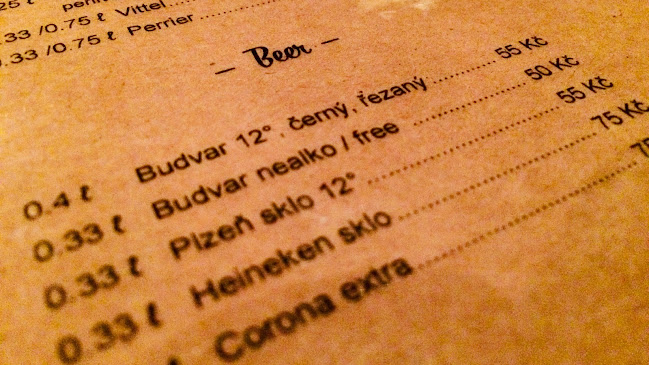 .25 ℓ
0.33 /0.75 ℓ Vittel
0.33 /0.75 ℓ Perrier
– Beer –
0.4 ℓ Budvar 12° černý, řezaný 55 Kč
0.33 ℓ Budvar nealko / free 50 Kč
0.33 ℓ Plzeň sklo 12° 55 Kč
0.33 ℓ Heineken sklo 75 Kč
Corona extra 75